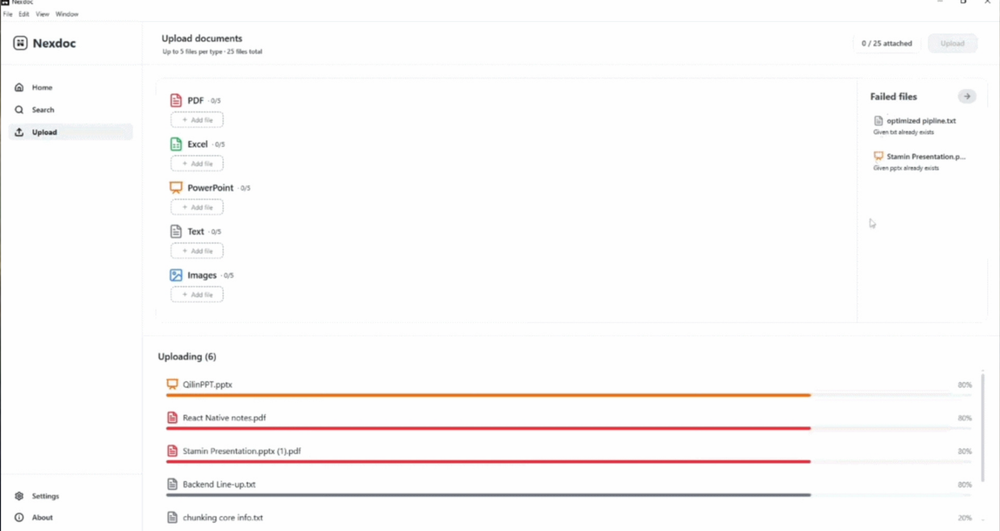 Nexdoc
File Edit View Window
Nexdoc
Home
Search
Upload
Settings
About
Upload documents
Up to 5 files per type · 25 files total
0 / 25 attached
Upload
PDF · 0/5
+ Add file
Excel · 0/5
+ Add file
PowerPoint · 0/5
+ Add file
Text · 0/5
+ Add file
Images · 0/5
+ Add file
Failed files
optimized pipline.txt
Given txt already exists
Stamin Presentation.p...
Given pptx already exists
Uploading (6)
QilinPPT.pptx 80%
React Native notes.pdf 80%
Stamin Presentation.pptx (1).pdf 80%
Backend Line-up.txt 80%
chunking core info.txt 20%